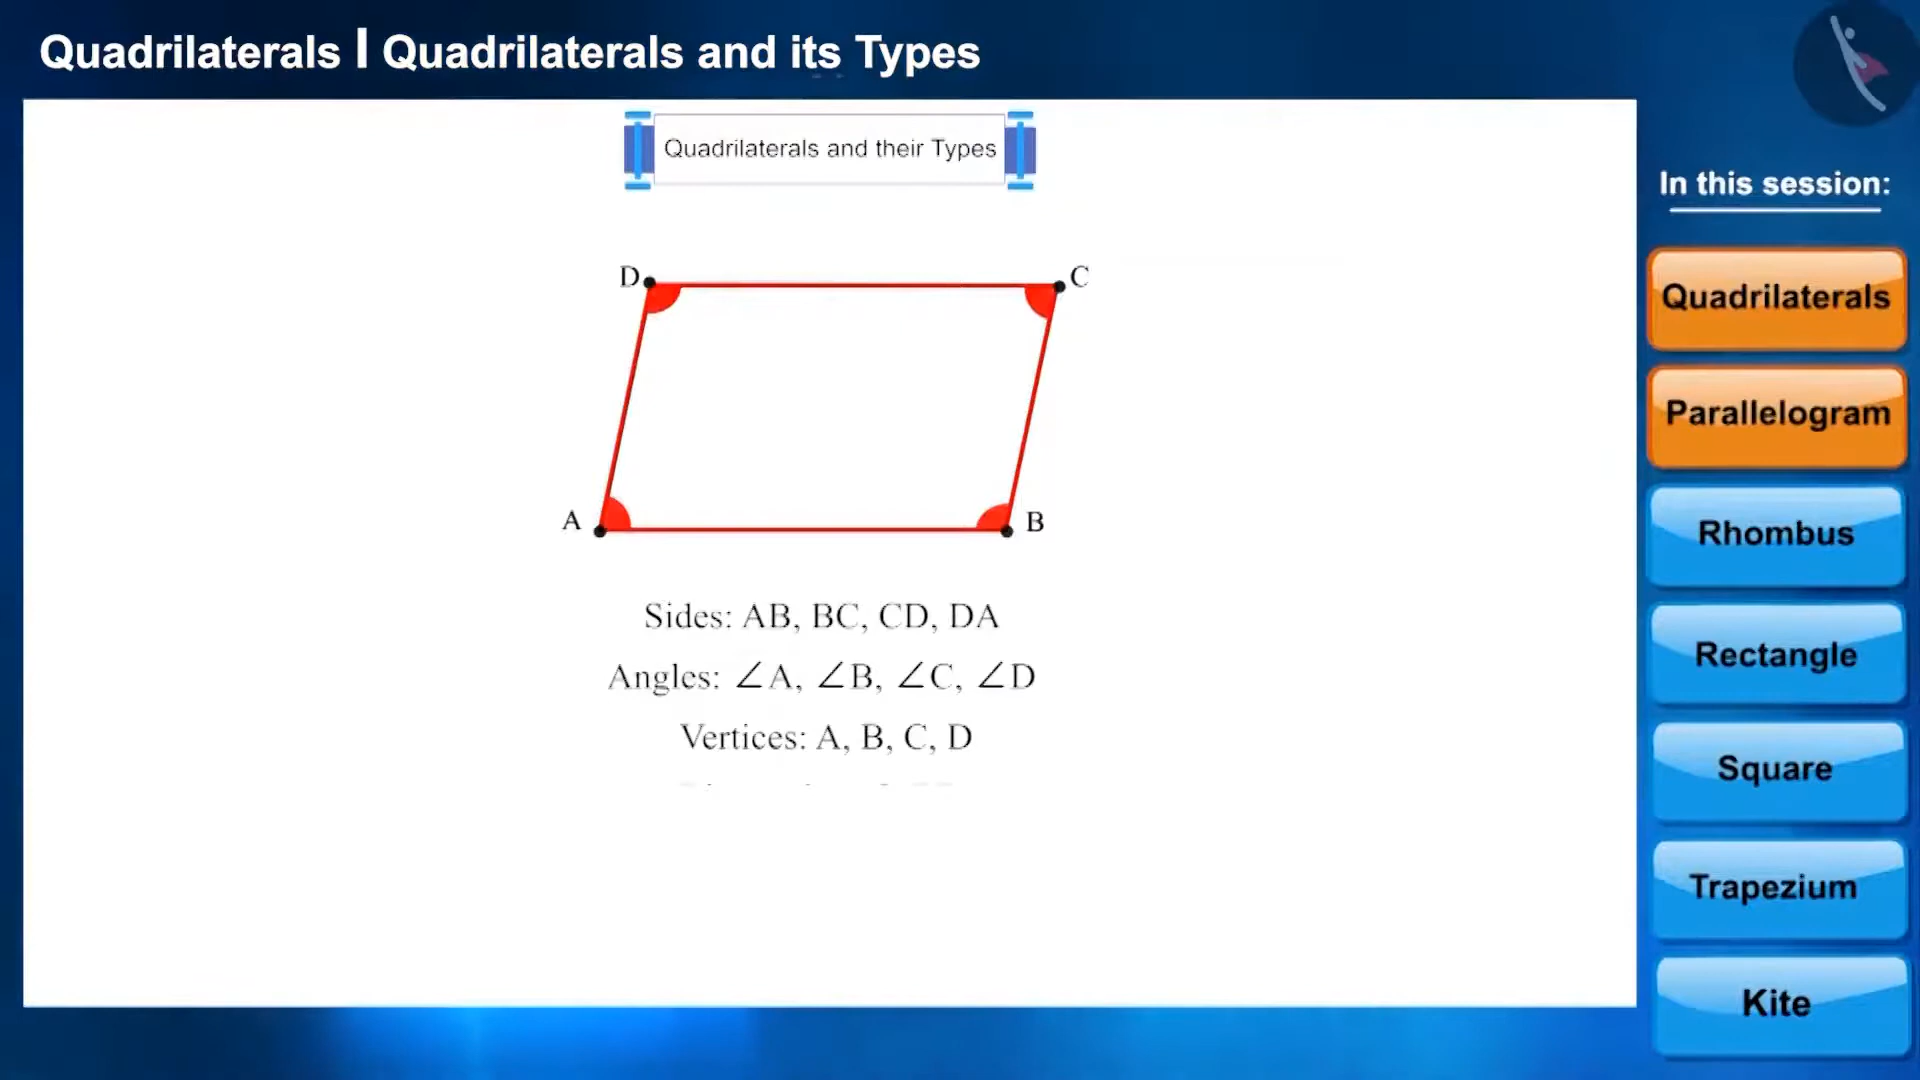 Quadrilaterals | Quadrilaterals and its Types
Quadrilaterals and their Types
D
C
A
B
Sides: AB, BC, CD, DA
Angles: ∠A, ∠B, ∠C, ∠D
Vertices: A, B, C, D
In this session:
Quadrilaterals
Parallelogram
Rhombus
Rectangle
Square
Trapezium
Kite